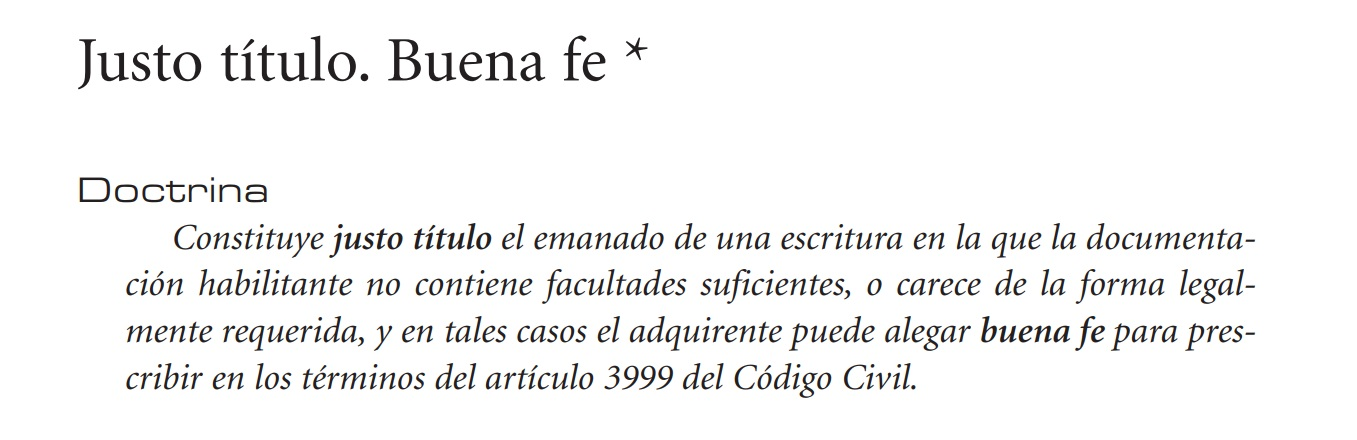 Justo título. Buena fe *
Doctrina
Constituye justo título el emanado de una escritura en la que la documenta-
ción habilitante no contiene facultades suficientes, o carece de la forma legal-
mente requerida, y en tales casos el adquirente puede alegar buena fe para pres-
cribir en los términos del artículo 3999 del Código Civil.